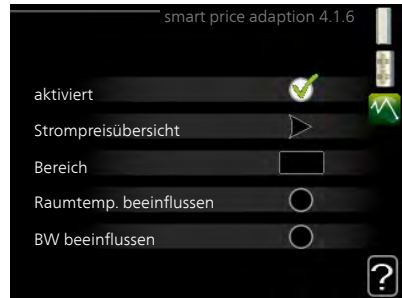 smart price adaption 4.1.6
aktiviert
Strompreisübersicht
Bereich
Raumtemp. beeinflussen
BW beeinflussen
?